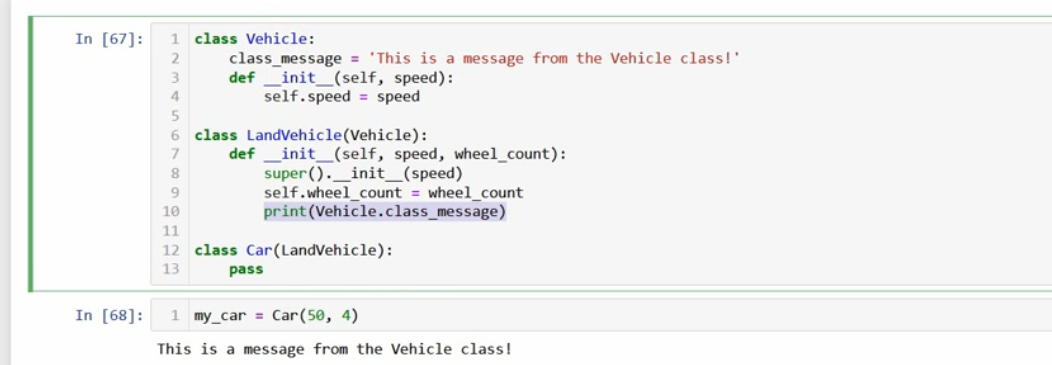 In [67]:
1 class Vehicle:
2     class_message = 'This is a message from the Vehicle class!'
3     def __init__(self, speed):
4         self.speed = speed
5
6 class LandVehicle(Vehicle):
7     def __init__(self, speed, wheel_count):
8         super().__init__(speed)
9         self.wheel_count = wheel_count
10         print(Vehicle.class_message)
11
12 class Car(LandVehicle):
13     pass
In [68]:
1 my_car = Car(50, 4)
This is a message from the Vehicle class!